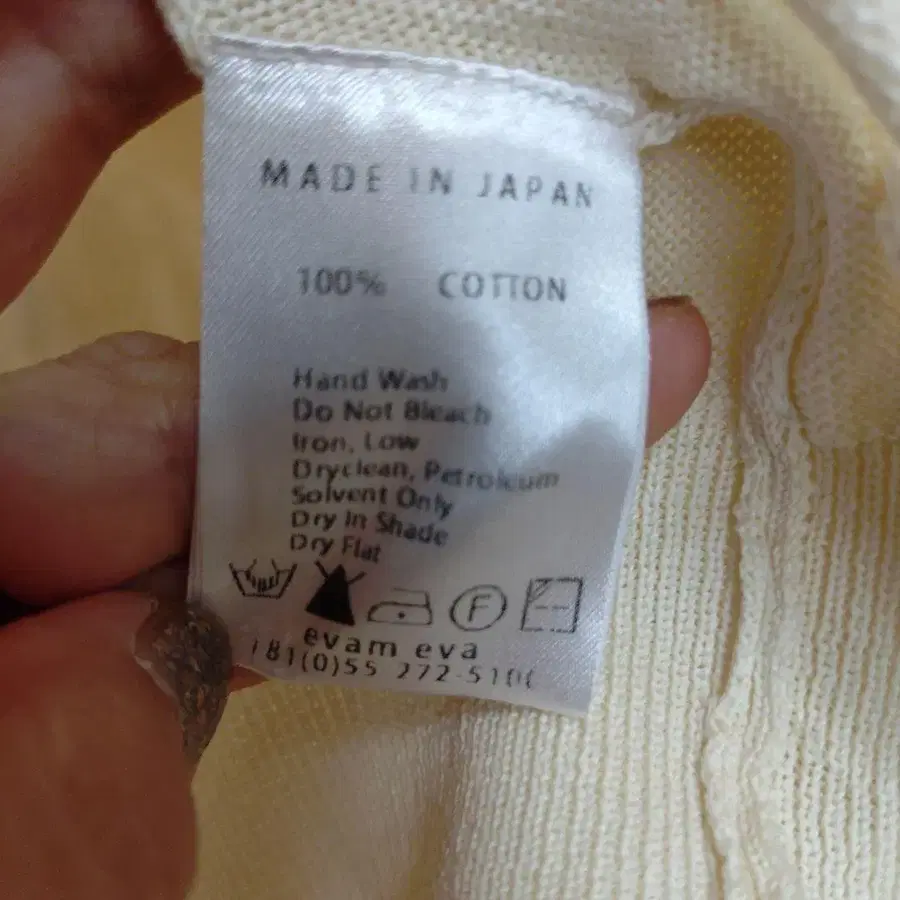 MADE IN JAPAN
100% COTTON
Hand Wash
Do Not Bleach
Iron, Low
Dryclean, Petroleum
Solvent Only
Dry In Shade
Dry Flat
F
evam eva
81(0)55 272-510